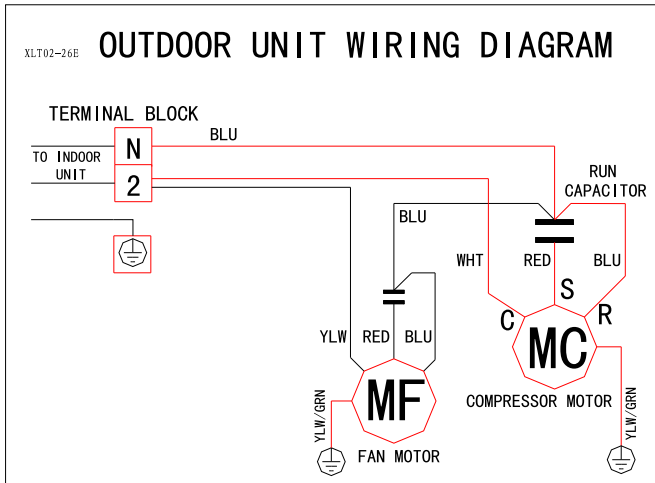 XLT02-26E
OUTDOOR UNIT WIRING DIAGRAM
TERMINAL BLOCK
BLU
N
TO INDOOR
UNIT
2
RUN
CAPACITOR
BLU
WHT
RED
BLU
S
C
R
MC
YLW
RED
BLU
MF
COMPRESSOR MOTOR
YLW/GRN
YLW/GRN
FAN MOTOR